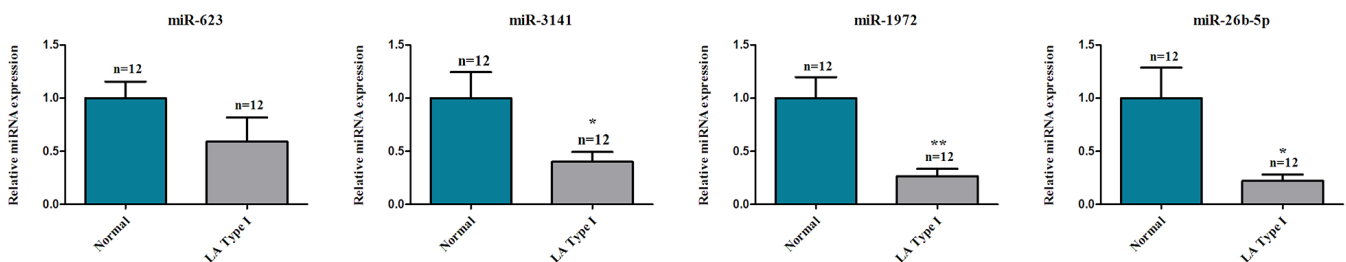 miR-623
Relative miRNA expression
1.5
1.0
0.5
0.0
n=12
n=12
Normal
LA Type I
miR-3141
Relative miRNA expression
1.5
1.0
0.5
0.0
n=12
*
n=12
Normal
LA Type I
miR-1972
Relative miRNA expression
1.5
1.0
0.5
0.0
n=12
**
n=12
Normal
LA Type I
miR-26b-5p
Relative miRNA expression
1.5
1.0
0.5
0.0
n=12
*
n=12
Normal
LA Type I